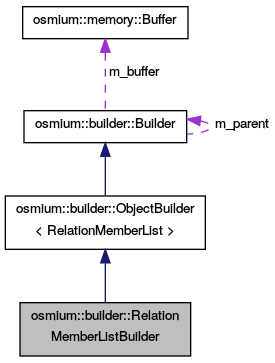 osmium::memory::Buffer
m_buffer
osmium::builder::Builder
m_parent
osmium::builder::ObjectBuilder
< RelationMemberList >
osmium::builder::Relation
MemberListBuilder